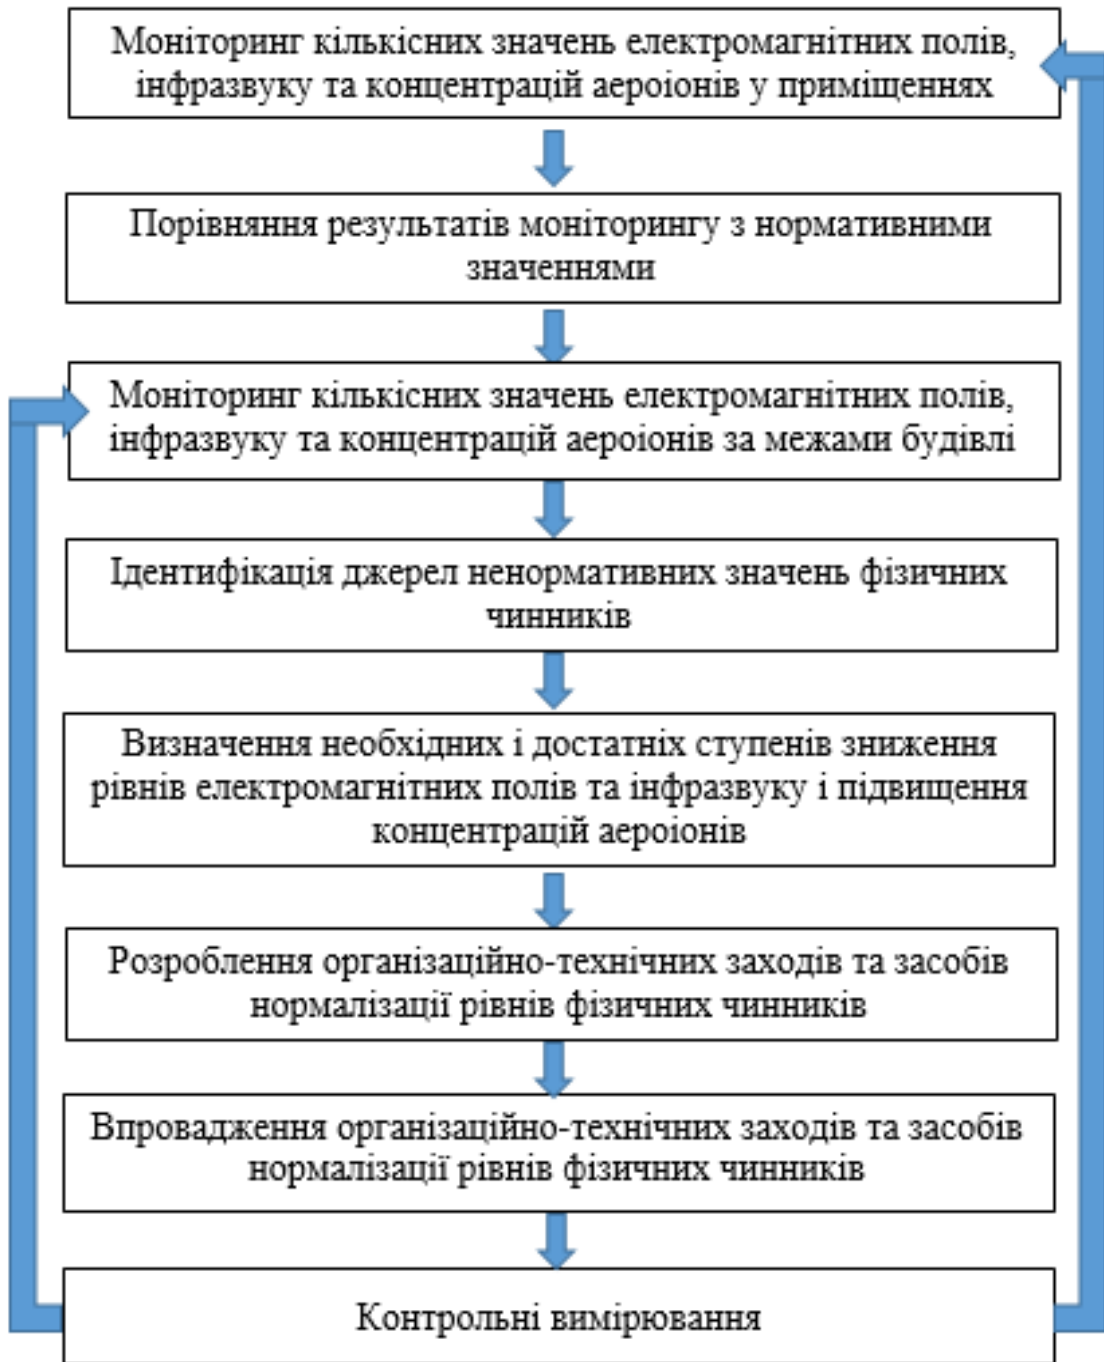 Моніторинг кількісних значень електромагнітних полів,
інфразвуку та концентрацій аероіонів у приміщеннях
Порівняння результатів моніторингу з нормативними
значеннями
Моніторинг кількісних значень електромагнітних полів,
інфразвуку та концентрацій аероіонів за межами будівлі
Ідентифікація джерел ненормативних значень фізичних
чинників
Визначення необхідних і достатніх ступенів зниження
рівнів електромагнітних полів та інфразвуку і підвищення
концентрацій аероіонів
Розроблення організаційно-технічних заходів та засобів
нормалізації рівнів фізичних чинників
Впровадження організаційно-технічних заходів та засобів
нормалізації рівнів фізичних чинників
Контрольні вимірювання